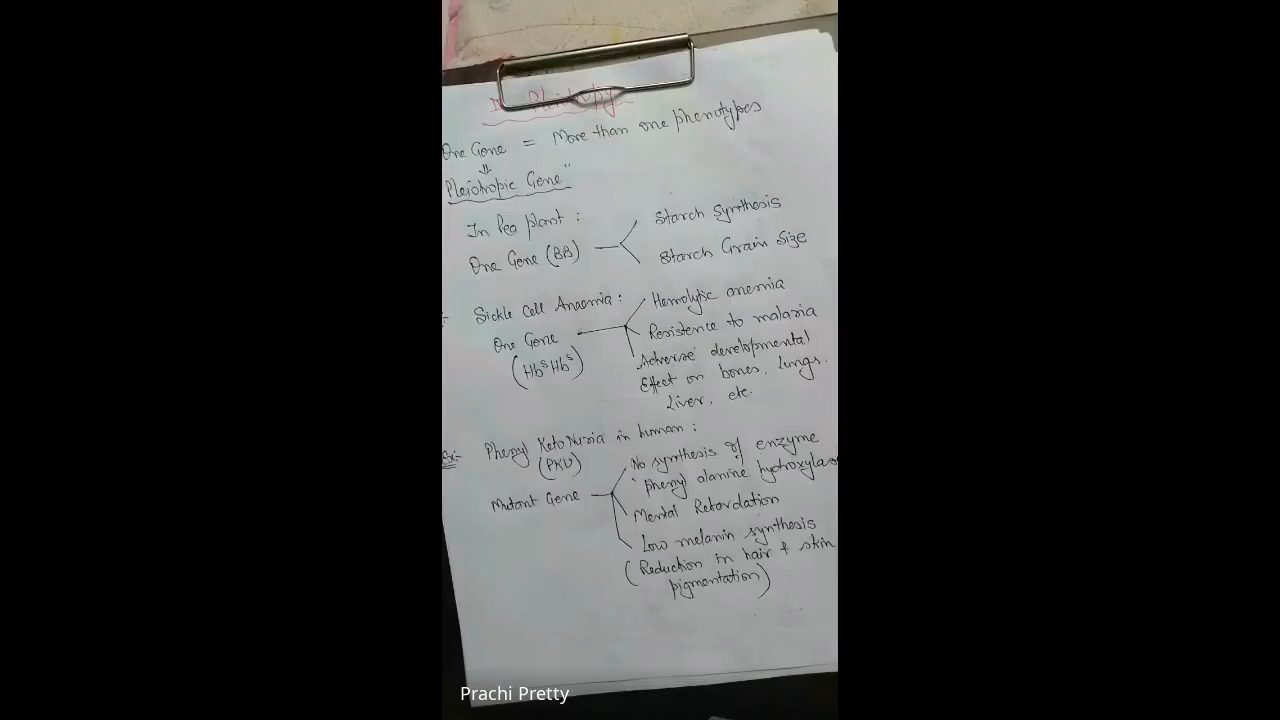 Pleiotropy
One Gene = More than one phenotypes
⇓
Pleiotropic Gene"
In Pea plant :
Starch Synthesis
One Gene (BB)
Starch Grain Size
Sickle Cell Anaemia :
Hemolytic anemia
One Gene
Resistence to malaria
(HbˢHbˢ)
Adverse developmental
Effect on bones, lungs,
Liver, etc.
Ex:- Phenyl Keto Nuria in human :
(PKU)
No synthesis of enzyme
"phenyl alanine hydroxylase
Mutant Gene
Mental Retardation
Low melanin synthesis
(Reduction in hair & skin
pigmentation)
Prachi Pretty